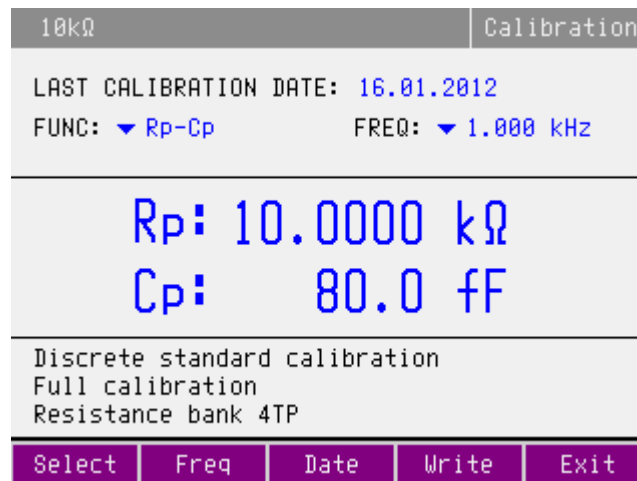 10kΩ Calibration
LAST CALIBRATION DATE: 16.01.2012
FUNC: Rp-Cp FREQ: 1.000 kHz
Rp: 10.0000 kΩ
Cp: 80.0 fF
Discrete standard calibration
Full calibration
Resistance bank 4TP
Select Freq Date Write Exit